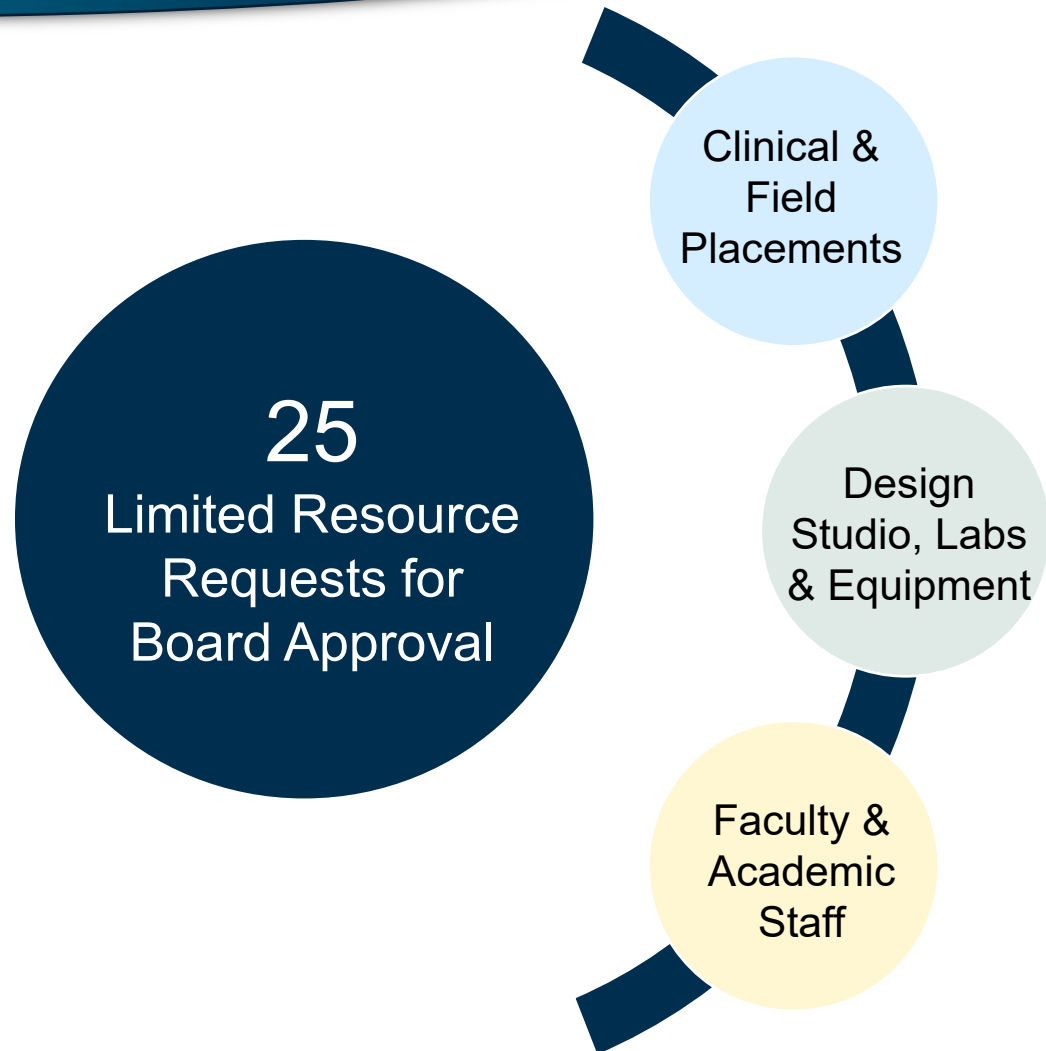 25
Limited Resource
Requests for
Board Approval
Clinical &
Field
Placements
Design
Studio, Labs
& Equipment
Faculty &
Academic
Staff